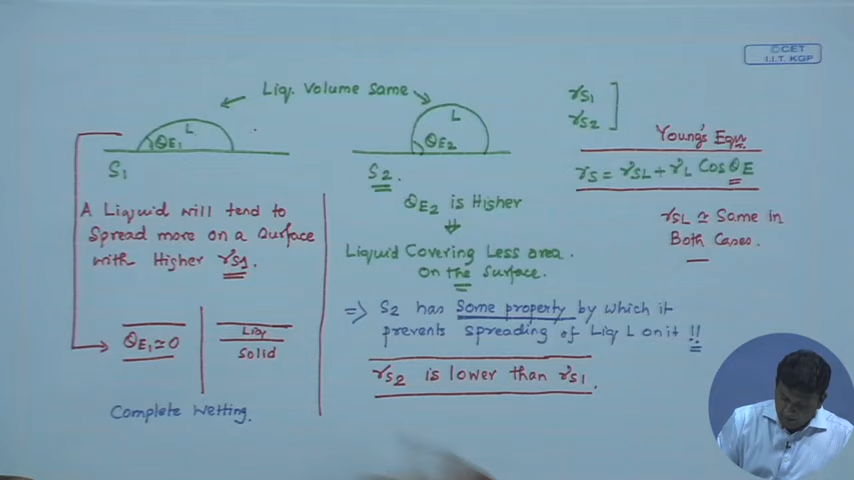 ©CET
I.I.T. KGP
Liq. Volume Same
γS1
γS2
L
θE1
S1
L
θE2
S2.
Young's Eqn.
γS = γSL + γL Cos θE
γSL ≃ Same in
Both Cases.
A Liquid will tend to
Spread more on a Surface
with Higher γS1.
θE2 is Higher
Liquid Covering Less area
on the Surface.
⇒ S2 has Some property by which it
prevents Spreading of Liq L on it !!
γS2 is lower than γS1.
θE1 ≃ 0
Liq
Solid
Complete Wetting.